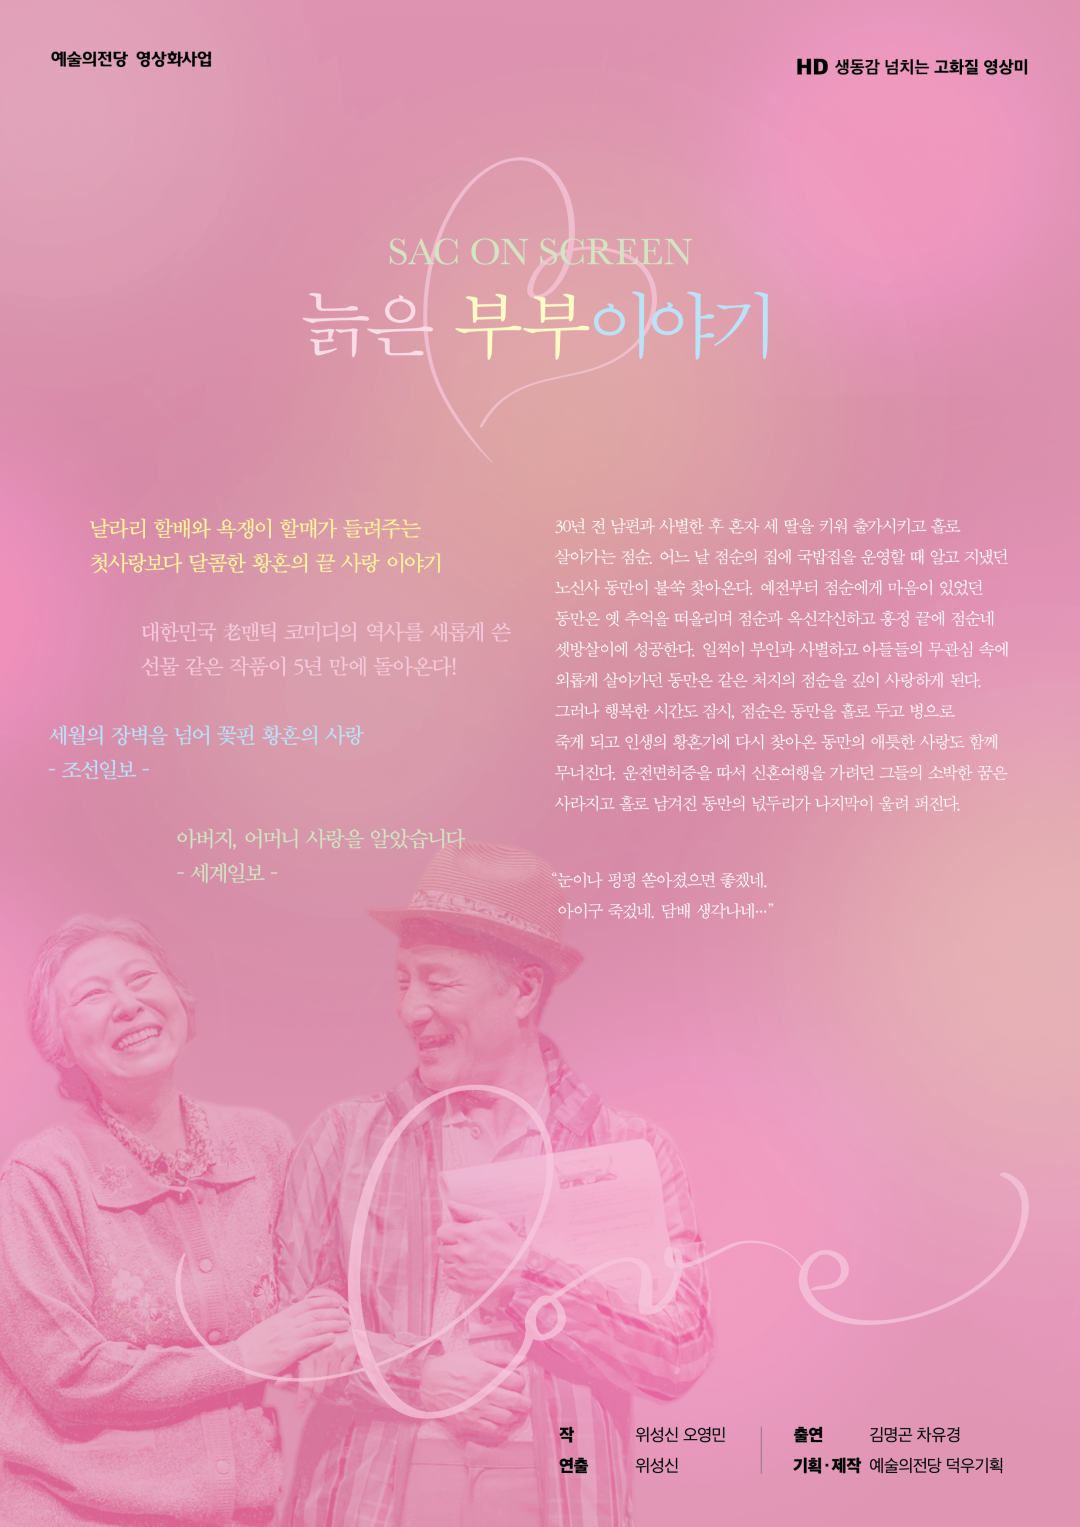 예술의전당 영상화사업
HD 생동감 넘치는 고화질 영상미
SAC ON SCREEN
늙은 부부이야기
날라리 할배와 욕쟁이 할매가 들려주는
첫사랑보다 달콤한 황혼의 끝 사랑 이야기
대한민국 老맨틱 코미디의 역사를 새롭게 쓴
선물 같은 작품이 5년 만에 돌아온다!
세월의 장벽을 넘어 꽃핀 황혼의 사랑
- 조선일보 -
아버지, 어머니 사랑을 알았습니다
- 세계일보 -
30년 전 남편과 사별한 후 혼자 세 딸을 키워 출가시키고 홀로
살아가는 점순. 어느 날 점순의 집에 국밥집을 운영할 때 알고 지냈던
노신사 동만이 불쑥 찾아온다. 예전부터 점순에게 마음이 있었던
동만은 옛 추억을 떠올리며 점순과 옥신각신하고 흥정 끝에 점순네
셋방살이에 성공한다. 일찍이 부인과 사별하고 아들들의 무관심 속에
외롭게 살아가던 동만은 같은 처지의 점순을 깊이 사랑하게 된다.
그러나 행복한 시간도 잠시, 점순은 동만을 홀로 두고 병으로
죽게 되고 인생의 황혼기에 다시 찾아온 동만의 애틋한 사랑도 함께
무너진다. 운전면허증을 따서 신혼여행을 가려던 그들의 소박한 꿈은
사라지고 홀로 남겨진 동만의 넋두리가 나지막이 울려 퍼진다.
“눈이나 펑펑 쏟아졌으면 좋겠네.
아이구 죽겄네. 담배 생각나네…”
love
작 위성신 오영민
연출 위성신
출연 김명곤 차유경
기획·제작 예술의전당 덕우기획